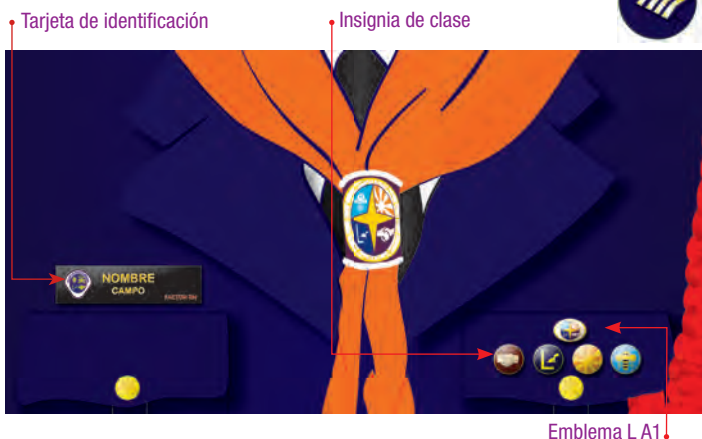 Tarjeta de identificación
Insignia de clase
NOMBRE
CAMPO
Emblema L A1